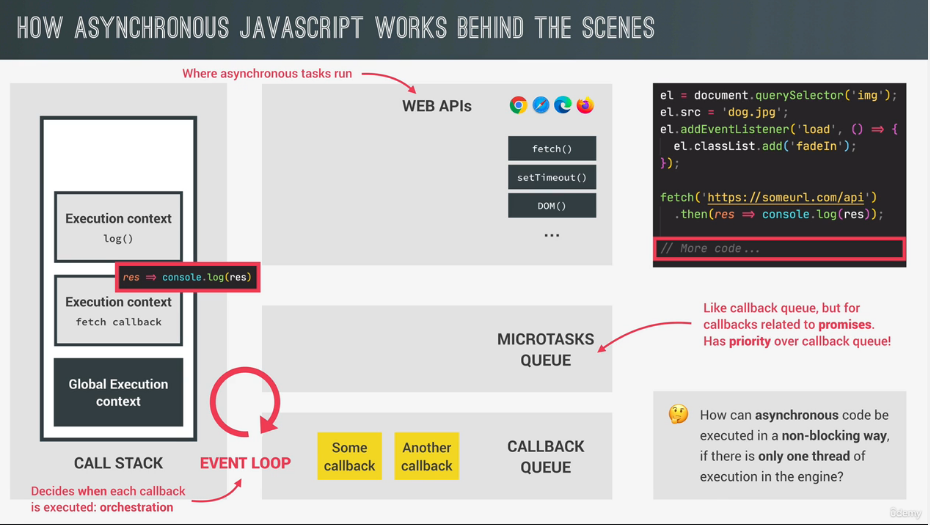 HOW ASYNCHRONOUS JAVASCRIPT WORKS BEHIND THE SCENES
Where asynchronous tasks run
WEB APIs
fetch()
setTimeout()
DOM()
...
el = document.querySelector('img');
el.src = 'dog.jpg';
el.addEventListener('load', () => {
el.classList.add('fadeIn');
});
fetch('https://someurl.com/api')
.then(res => console.log(res));
// More code...
Execution context
log()
res => console.log(res)
Execution context
fetch callback
Global Execution
context
CALL STACK
EVENT LOOP
Decides when each callback
is executed: orchestration
MICROTASKS
QUEUE
Like callback queue, but for
callbacks related to promises.
Has priority over callback queue!
Some
callback
Another
callback
CALLBACK
QUEUE
🤔 How can asynchronous code be
executed in a non-blocking way,
if there is only one thread of
execution in the engine?
ûdemy